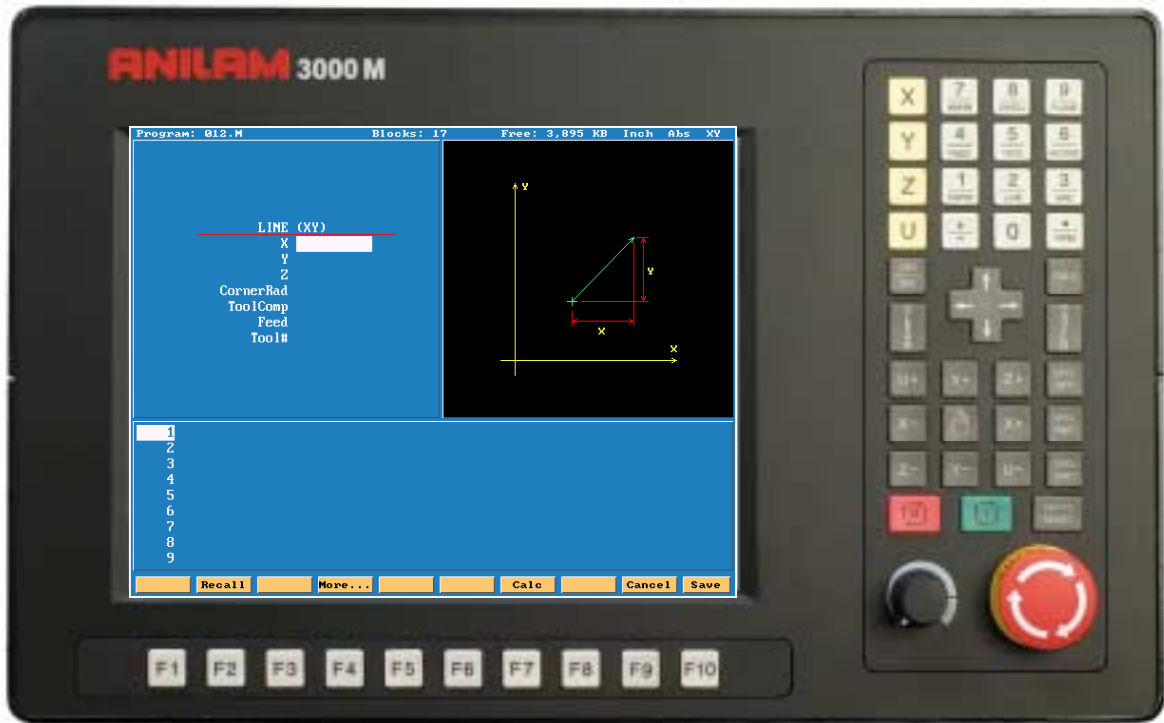 ANILAM 3000 M
Program: 012.M Blocks: 17 Free: 3,895 KB Inch Abs XY
LINE (XY)
X
Y
Z
CornerRad
ToolComp
Feed
Tool#
Y
Y
X
X
1
2
3
4
5
6
7
8
9
Recall More... Calc Cancel Save
F1 F2 F3 F4 F5 F6 F7 F8 F9 F10
X 7 8 9
Y 4 5 6
Z 1 2 3
U +/- 0
U+ Y+ Z+
X- X+
Z- Y- U-